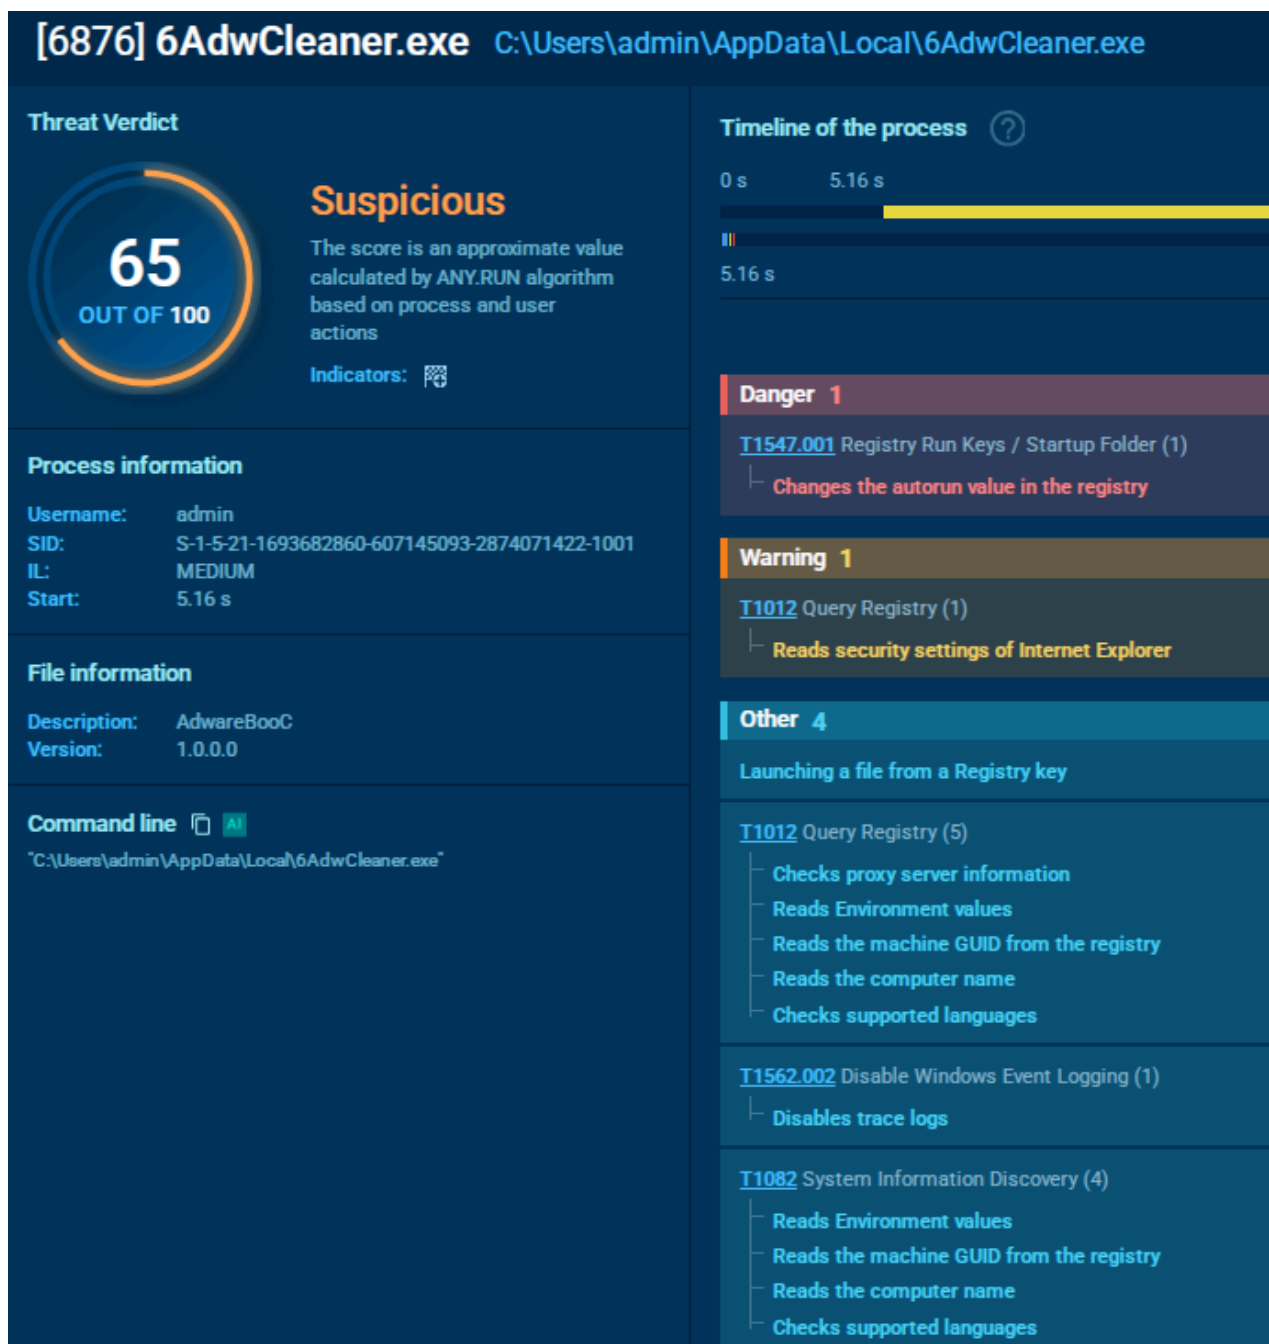 [6876] 6AdwCleaner.exe C:\Users\admin\AppData\Local\6AdwCleaner.exe
Threat Verdict
65
OUT OF 100
Suspicious
The score is an approximate value
calculated by ANY.RUN algorithm
based on process and user
actions
Indicators:
Process information
Username: admin
SID: S-1-5-21-1693682860-607145093-2874071422-1001
IL: MEDIUM
Start: 5.16 s
File information
Description: AdwareBooC
Version: 1.0.0.0
Command line AI
"C:\Users\admin\AppData\Local\6AdwCleaner.exe"
Timeline of the process ?
0 s 5.16 s
5.16 s
Danger 1
T1547.001 Registry Run Keys / Startup Folder (1)
Changes the autorun value in the registry
Warning 1
T1012 Query Registry (1)
Reads security settings of Internet Explorer
Other 4
Launching a file from a Registry key
T1012 Query Registry (5)
Checks proxy server information
Reads Environment values
Reads the machine GUID from the registry
Reads the computer name
Checks supported languages
T1562.002 Disable Windows Event Logging (1)
Disables trace logs
T1082 System Information Discovery (4)
Reads Environment values
Reads the machine GUID from the registry
Reads the computer name
Checks supported languages